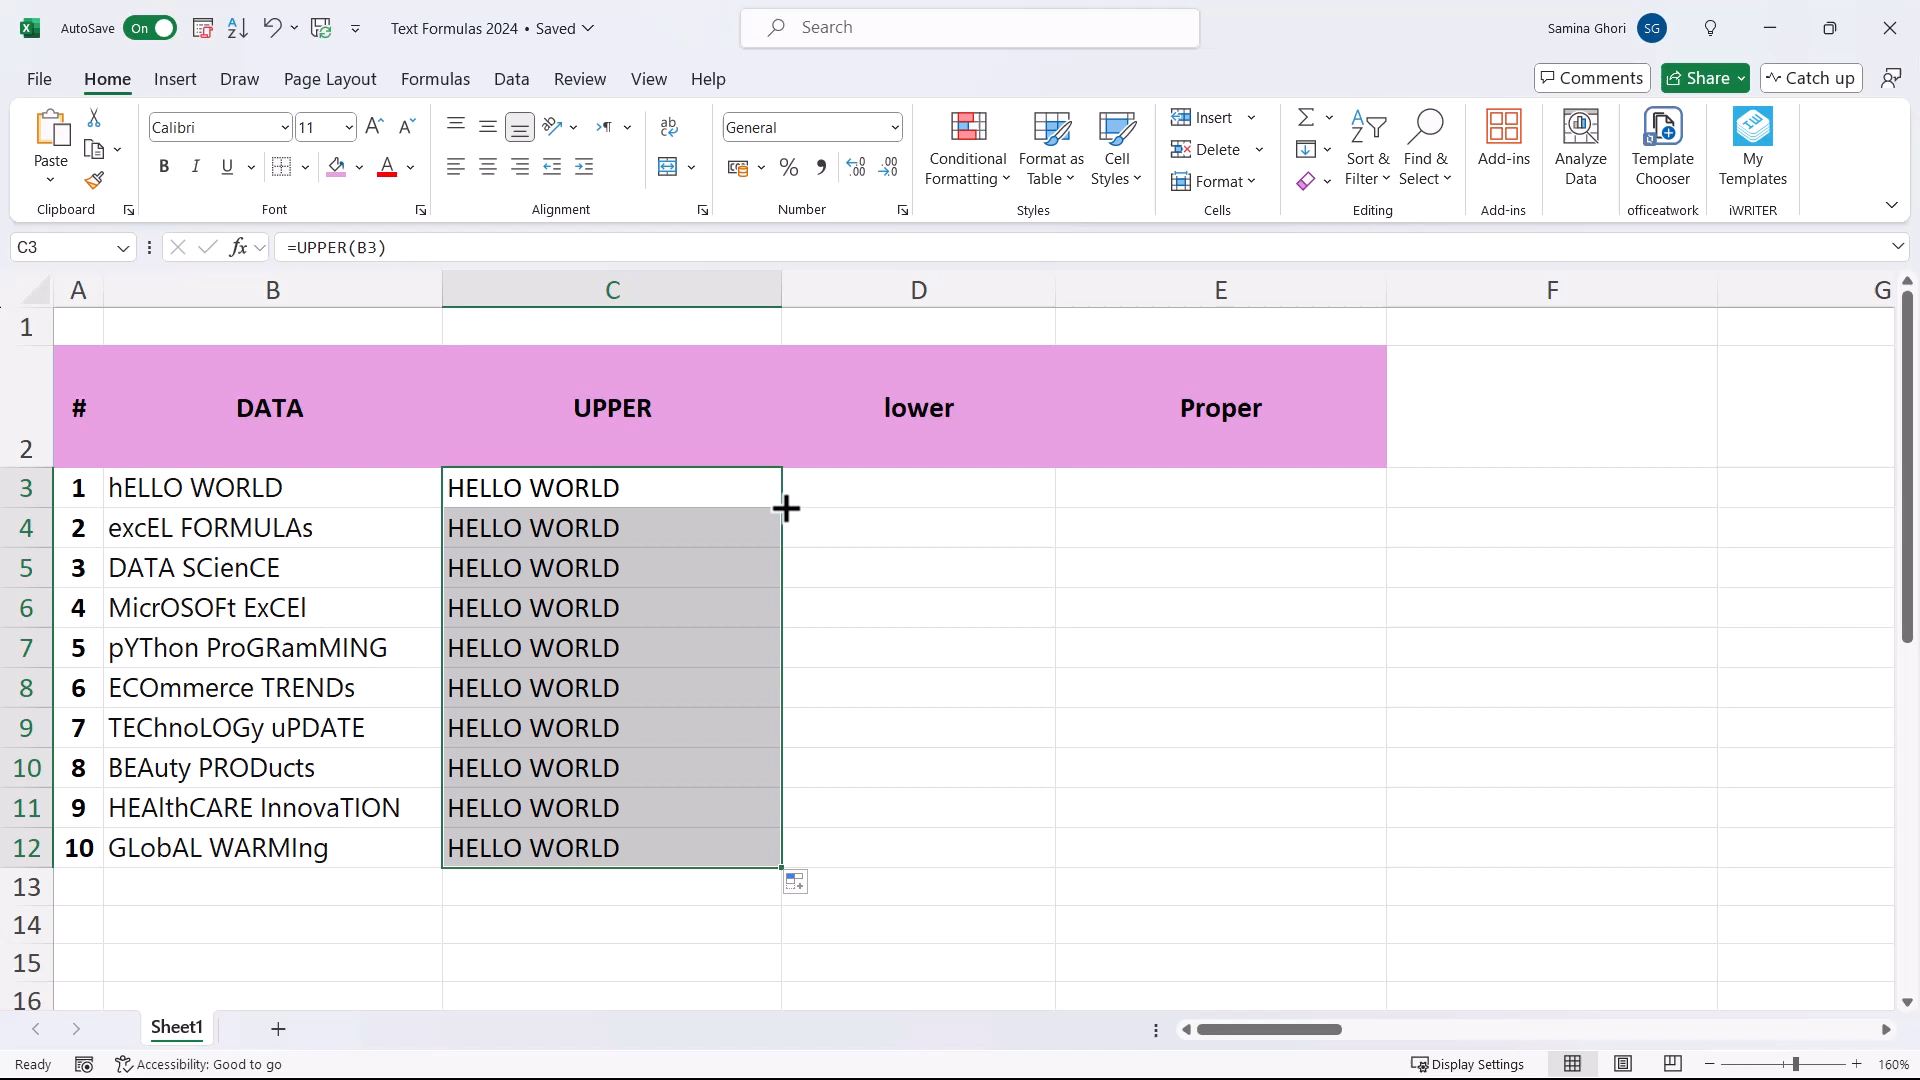 AutoSave On Text Formulas 2024 • Saved Search Samina Ghori SG
File Home Insert Draw Page Layout Formulas Data Review View Help Comments Share Catch up
Paste
Clipboard
Calibri 11
B I U A
Font
ab
Alignment
General
% 9
Number
Conditional Formatting
Format as Table
Cell Styles
Styles
Insert
Delete
Format
Cells
Sort & Filter
Find & Select
Editing
Add-ins
Add-ins
Analyze Data
Template Chooser
officeatwork
My Templates
iWRITER
C3 fx =UPPER(B3)
A B C D E F G
1
2 # DATA UPPER lower Proper
3 1 hELLO WORLD HELLO WORLD
4 2 excEL FORMULAs HELLO WORLD
5 3 DATA SCienCE HELLO WORLD
6 4 MicrOSOFt ExCEl HELLO WORLD
7 5 pYThon ProGRamMING HELLO WORLD
8 6 ECOmmerce TRENDs HELLO WORLD
9 7 TEChnoLOGy uPDATE HELLO WORLD
10 8 BEAuty PRODucts HELLO WORLD
11 9 HEAlthCARE InnovaTION HELLO WORLD
12 10 GLobAL WARMIng HELLO WORLD
13
14
15
16
Sheet1
Ready Accessibility: Good to go Display Settings 160%